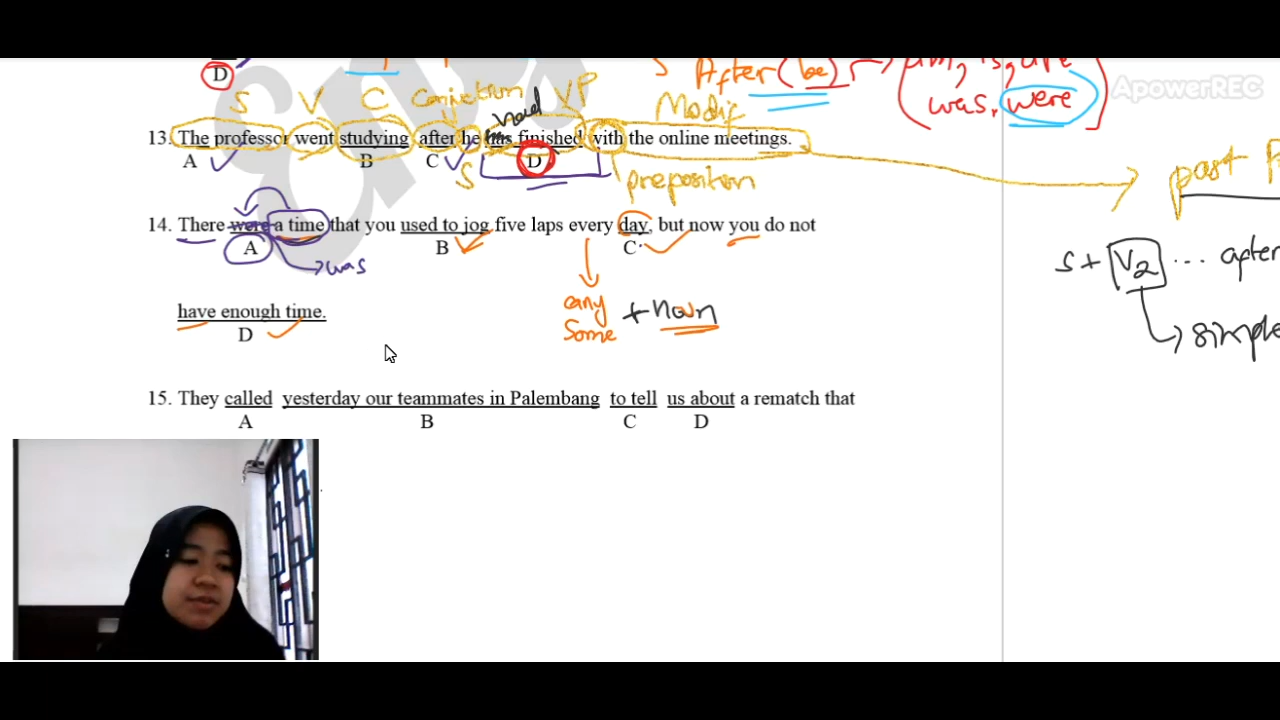 D
After (be)
am, is, are
was, were
ApowerREC
S V C Conjunction VP Modif
13. The professor went studying after he has finished with the online meetings.
A B C D
S preposition
past
14. There were a time that you used to jog five laps every day, but now you do not
A B C
was
S + V2 ... after
any
some + noun
simple
have enough time.
D
15. They called yesterday our teammates in Palembang to tell us about a rematch that
A B C D